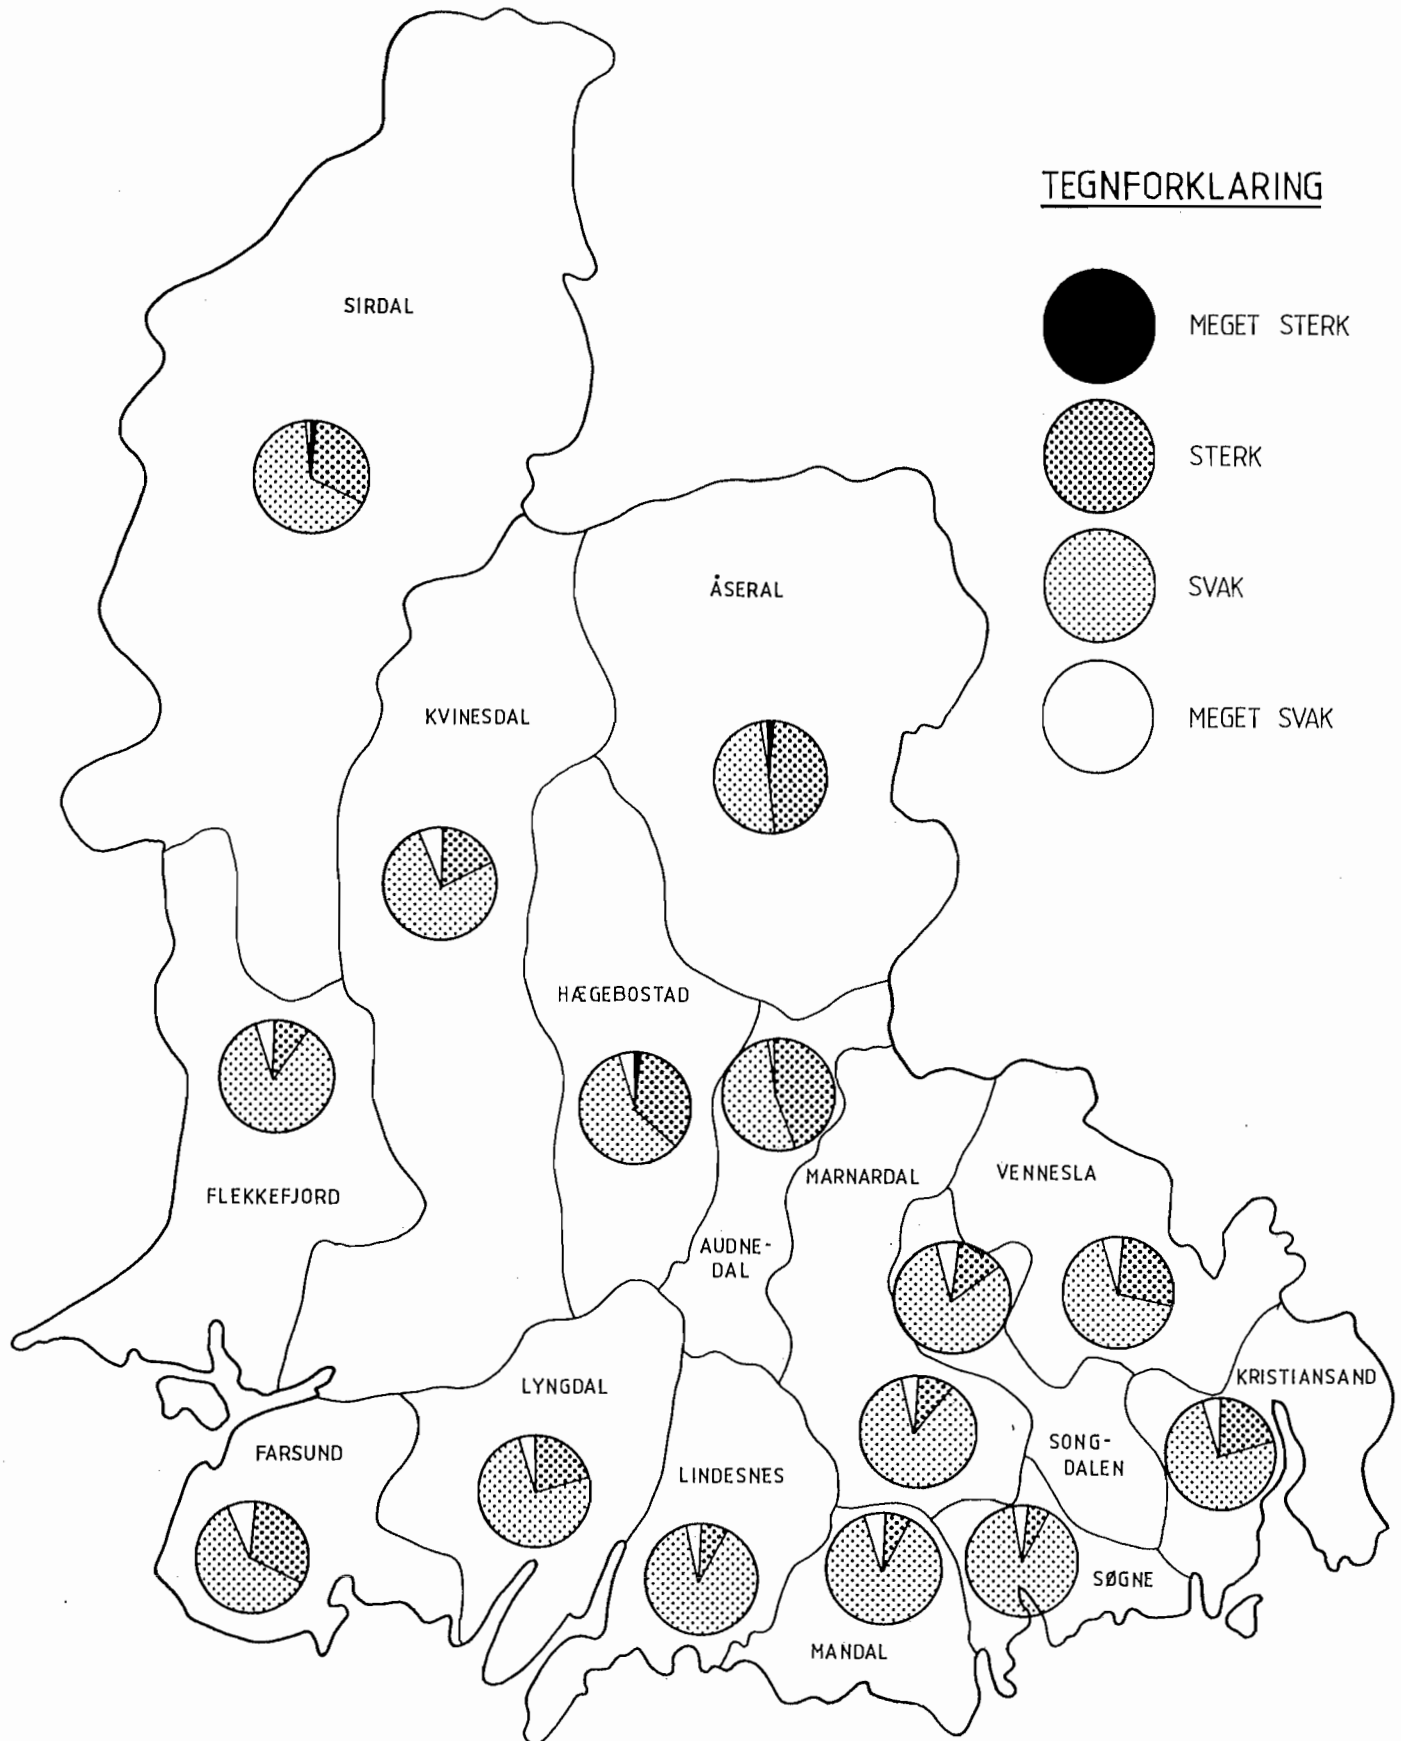 TEGNFORKLARING
MEGET STERK
STERK
SVAK
MEGET SVAK
SIRDAL
ÅSERAL
KVINESDAL
HÆGEBOSTAD
FLEKKEFJORD
MARNARDAL
VENNESLA
AUDNE-
DAL
KRISTIANSAND
LYNGDAL
FARSUND
LINDESNES
SONG-
DALEN
SØGNE
MANDAL